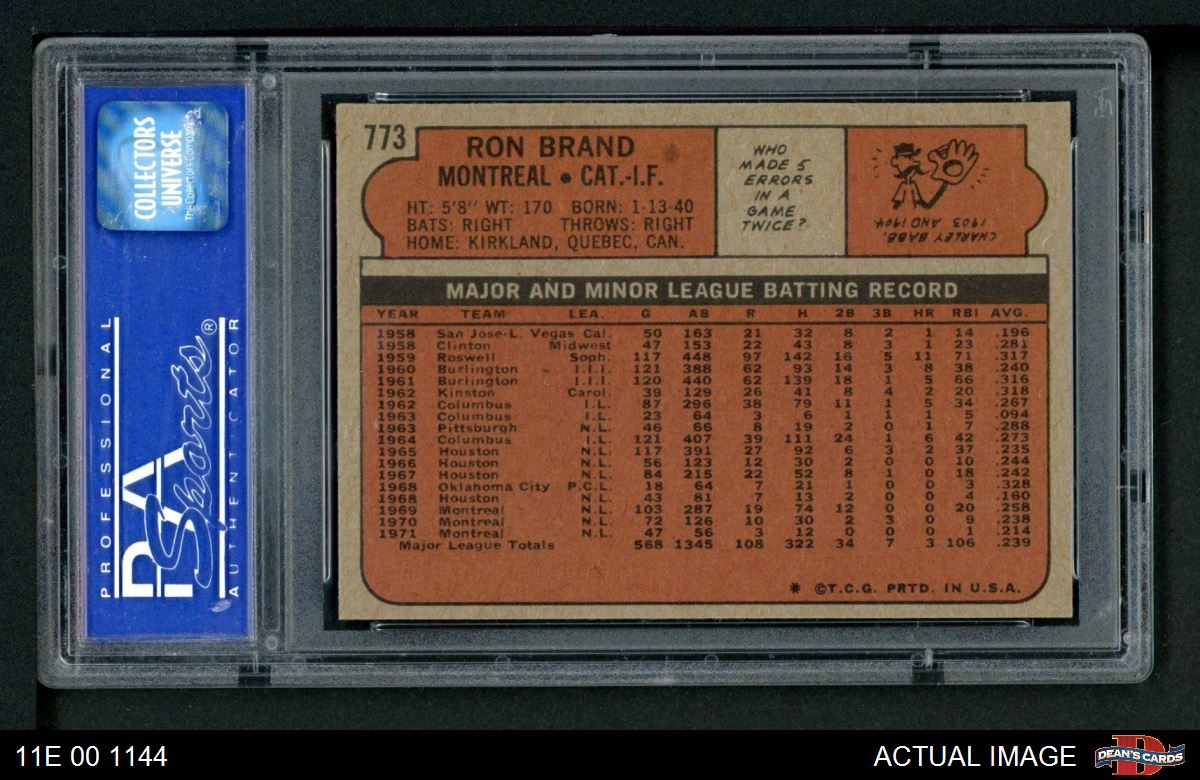 COLLECTORS
UNIVERSE
The Collectors Company
PROFESSIONAL
PSA
Sports®
AUTHENTICATOR
773
RON BRAND
MONTREAL • CAT.-I.F.
HT: 5'8" WT: 170 BORN: 1-13-40
BATS: RIGHT THROWS: RIGHT
HOME: KIRKLAND, QUEBEC, CAN.
WHO
MADE 5
ERRORS
IN A
GAME
TWICE?
CHARLEY BABB,
1903 AND 1904
MAJOR AND MINOR LEAGUE BATTING RECORD
YEAR TEAM LEA. G AB R H 2B 3B HR RBI AVG.
1958 San Jose-L. Vegas Cal. 50 163 21 32 8 2 1 14 .196
1958 Clinton Midwest 47 153 22 43 8 3 1 23 .281
1959 Roswell Soph. 117 448 97 142 16 5 11 71 .317
1960 Burlington I.I.I. 121 388 62 93 14 3 8 38 .240
1961 Burlington I.I.I. 120 440 62 139 18 1 5 66 .316
1962 Kinston Carol. 39 129 26 41 8 4 2 20 .318
1962 Columbus I.L. 87 296 38 79 11 1 5 34 .267
1963 Columbus I.L. 23 64 3 6 1 1 1 5 .094
1963 Pittsburgh N.L. 46 66 8 19 2 0 1 7 .288
1964 Columbus I.L. 121 407 39 111 24 1 6 42 .273
1965 Houston N.L. 117 391 27 92 6 3 2 37 .235
1966 Houston N.L. 56 123 12 30 2 0 0 10 .244
1967 Houston N.L. 84 215 22 52 8 1 0 18 .242
1968 Oklahoma City P.C.L. 18 64 7 21 1 0 0 3 .328
1968 Houston N.L. 43 81 7 13 2 0 0 4 .160
1969 Montreal N.L. 103 287 19 74 12 0 0 20 .258
1970 Montreal N.L. 72 126 10 30 2 3 0 9 .238
1971 Montreal N.L. 47 56 3 12 0 0 0 1 .214
Major League Totals 568 1345 108 322 34 7 3 106 .239
* ©T.C.G. PRTD. IN U.S.A.
11E 00 1144
ACTUAL IMAGE
DEAN'S CARDS